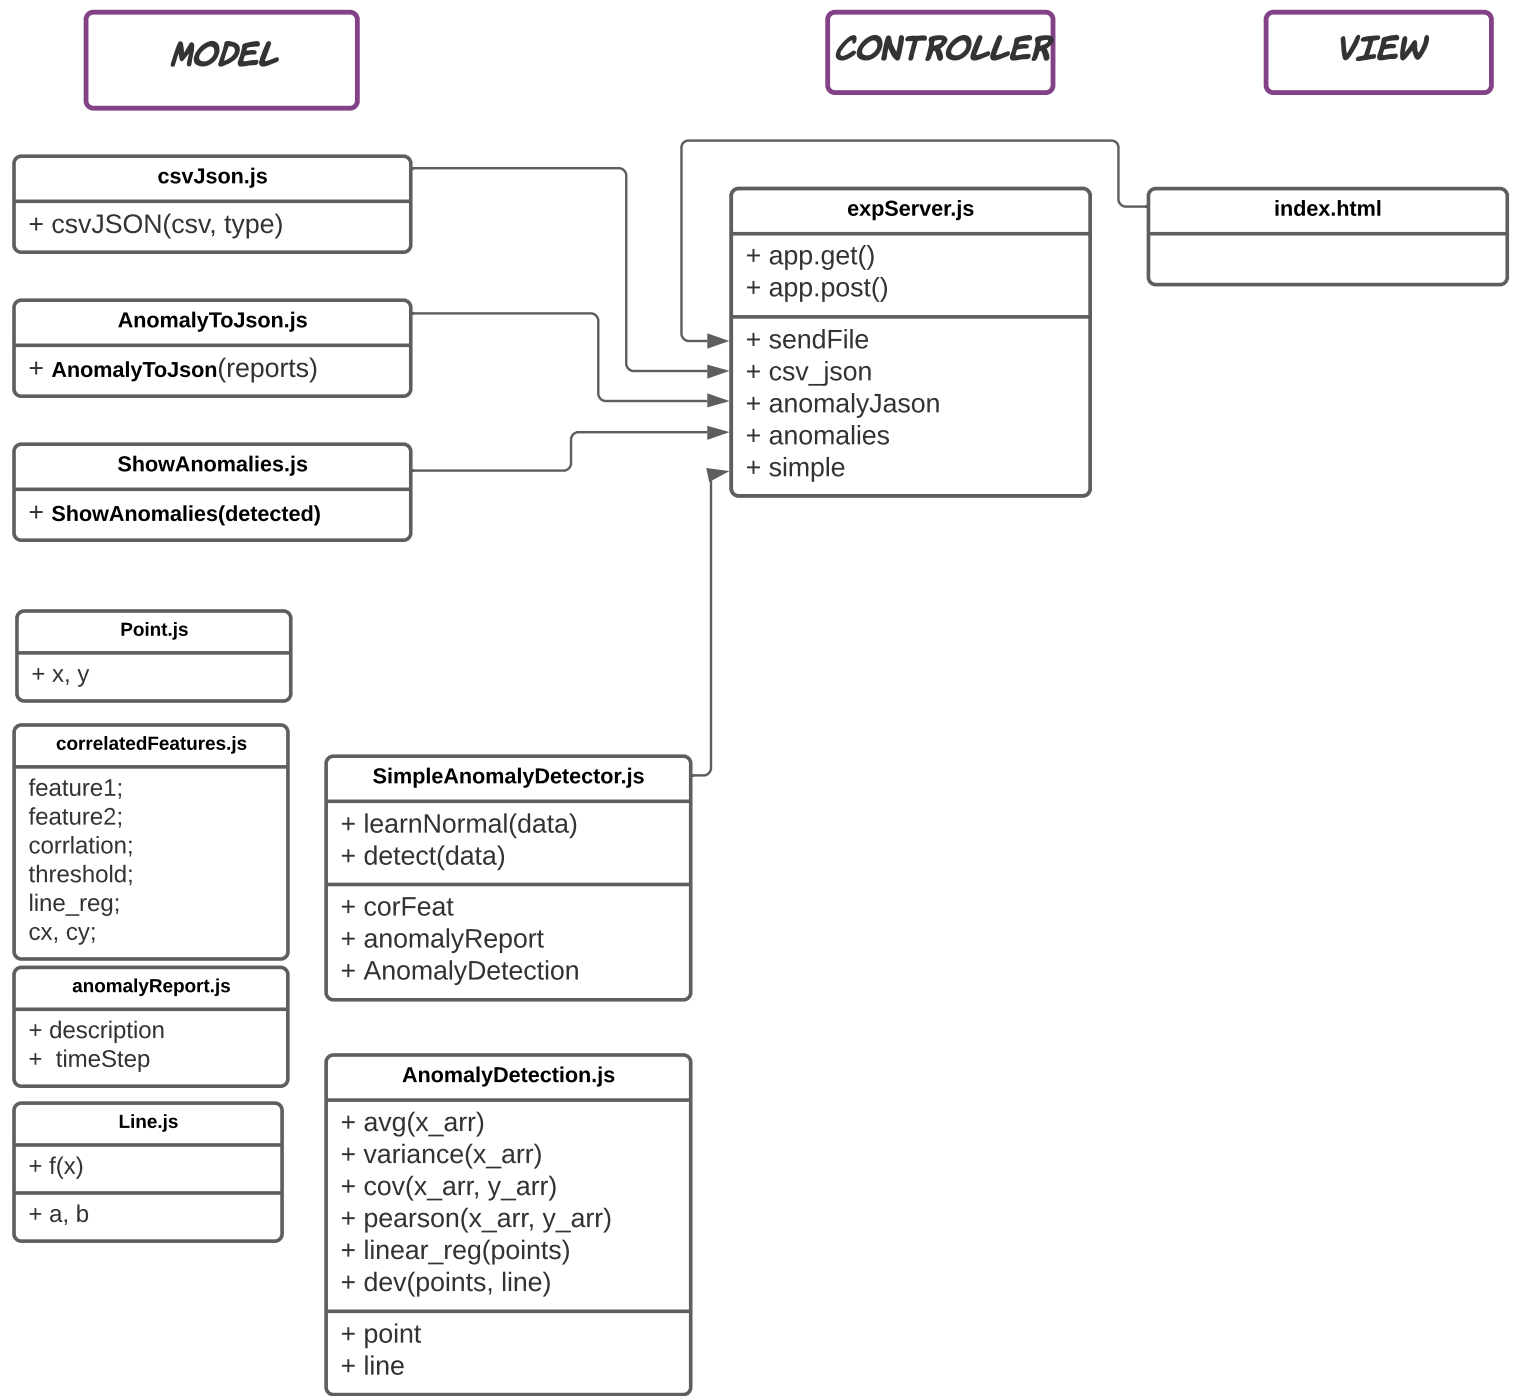 MODEL
CONTROLLER
VIEW
csvJson.js
+ csvJSON(csv, type)
AnomalyToJson.js
+ AnomalyToJson(reports)
ShowAnomalies.js
+ ShowAnomalies(detected)
expServer.js
+ app.get()
+ app.post()
+ sendFile
+ csv_json
+ anomalyJason
+ anomalies
+ simple
index.html
Point.js
+ x, y
correlatedFeatures.js
feature1;
feature2;
corrlation;
threshold;
line_reg;
cx, cy;
anomalyReport.js
+ description
+ timeStep
Line.js
+ f(x)
+ a, b
SimpleAnomalyDetector.js
+ learnNormal(data)
+ detect(data)
+ corFeat
+ anomalyReport
+ AnomalyDetection
AnomalyDetection.js
+ avg(x_arr)
+ variance(x_arr)
+ cov(x_arr, y_arr)
+ pearson(x_arr, y_arr)
+ linear_reg(points)
+ dev(points, line)
+ point
+ line